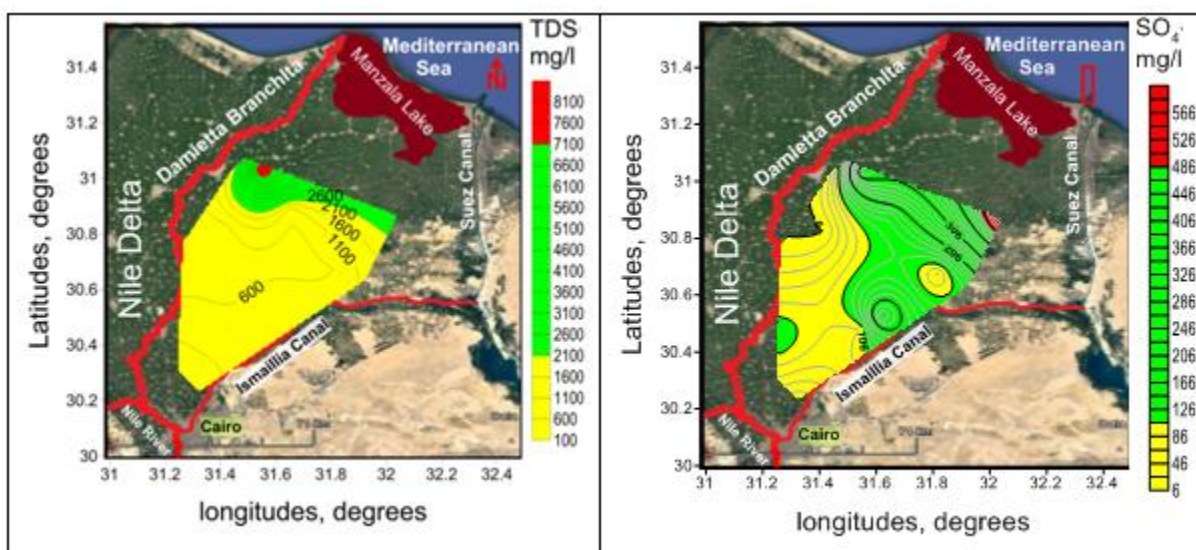 TDS
mg/l
Mediterranean
Sea
Manzala Lake
Damietta Branchlta
Nile Delta
Suez Canal
2600
2100
21600
1100
600
Ismaillia Canal
Nile River
Cairo
31.4
31.2
31
30.8
30.6
30.4
30.2
30
Latitudes, degrees
31 31.2 31.4 31.6 31.8 32 32.2 32.4
longitudes, degrees
8100
7600
7100
6600
6100
5600
5100
4600
4100
3600
3100
2600
2100
1600
1100
600
100
SO4-
mg/l
Mediterranean
Sea
Manzala Lake
Damietta Branchlta
Nile Delta
Suez Canal
Ismaillia Canal
Nile River
Cairo
31.4
31.2
31
30.8
30.6
30.4
30.2
30
Latitudes, degrees
31 31.2 31.4 31.6 31.8 32 32.2 32.4
longitudes, degrees
566
526
486
446
406
366
326
286
246
206
166
126
86
46
6